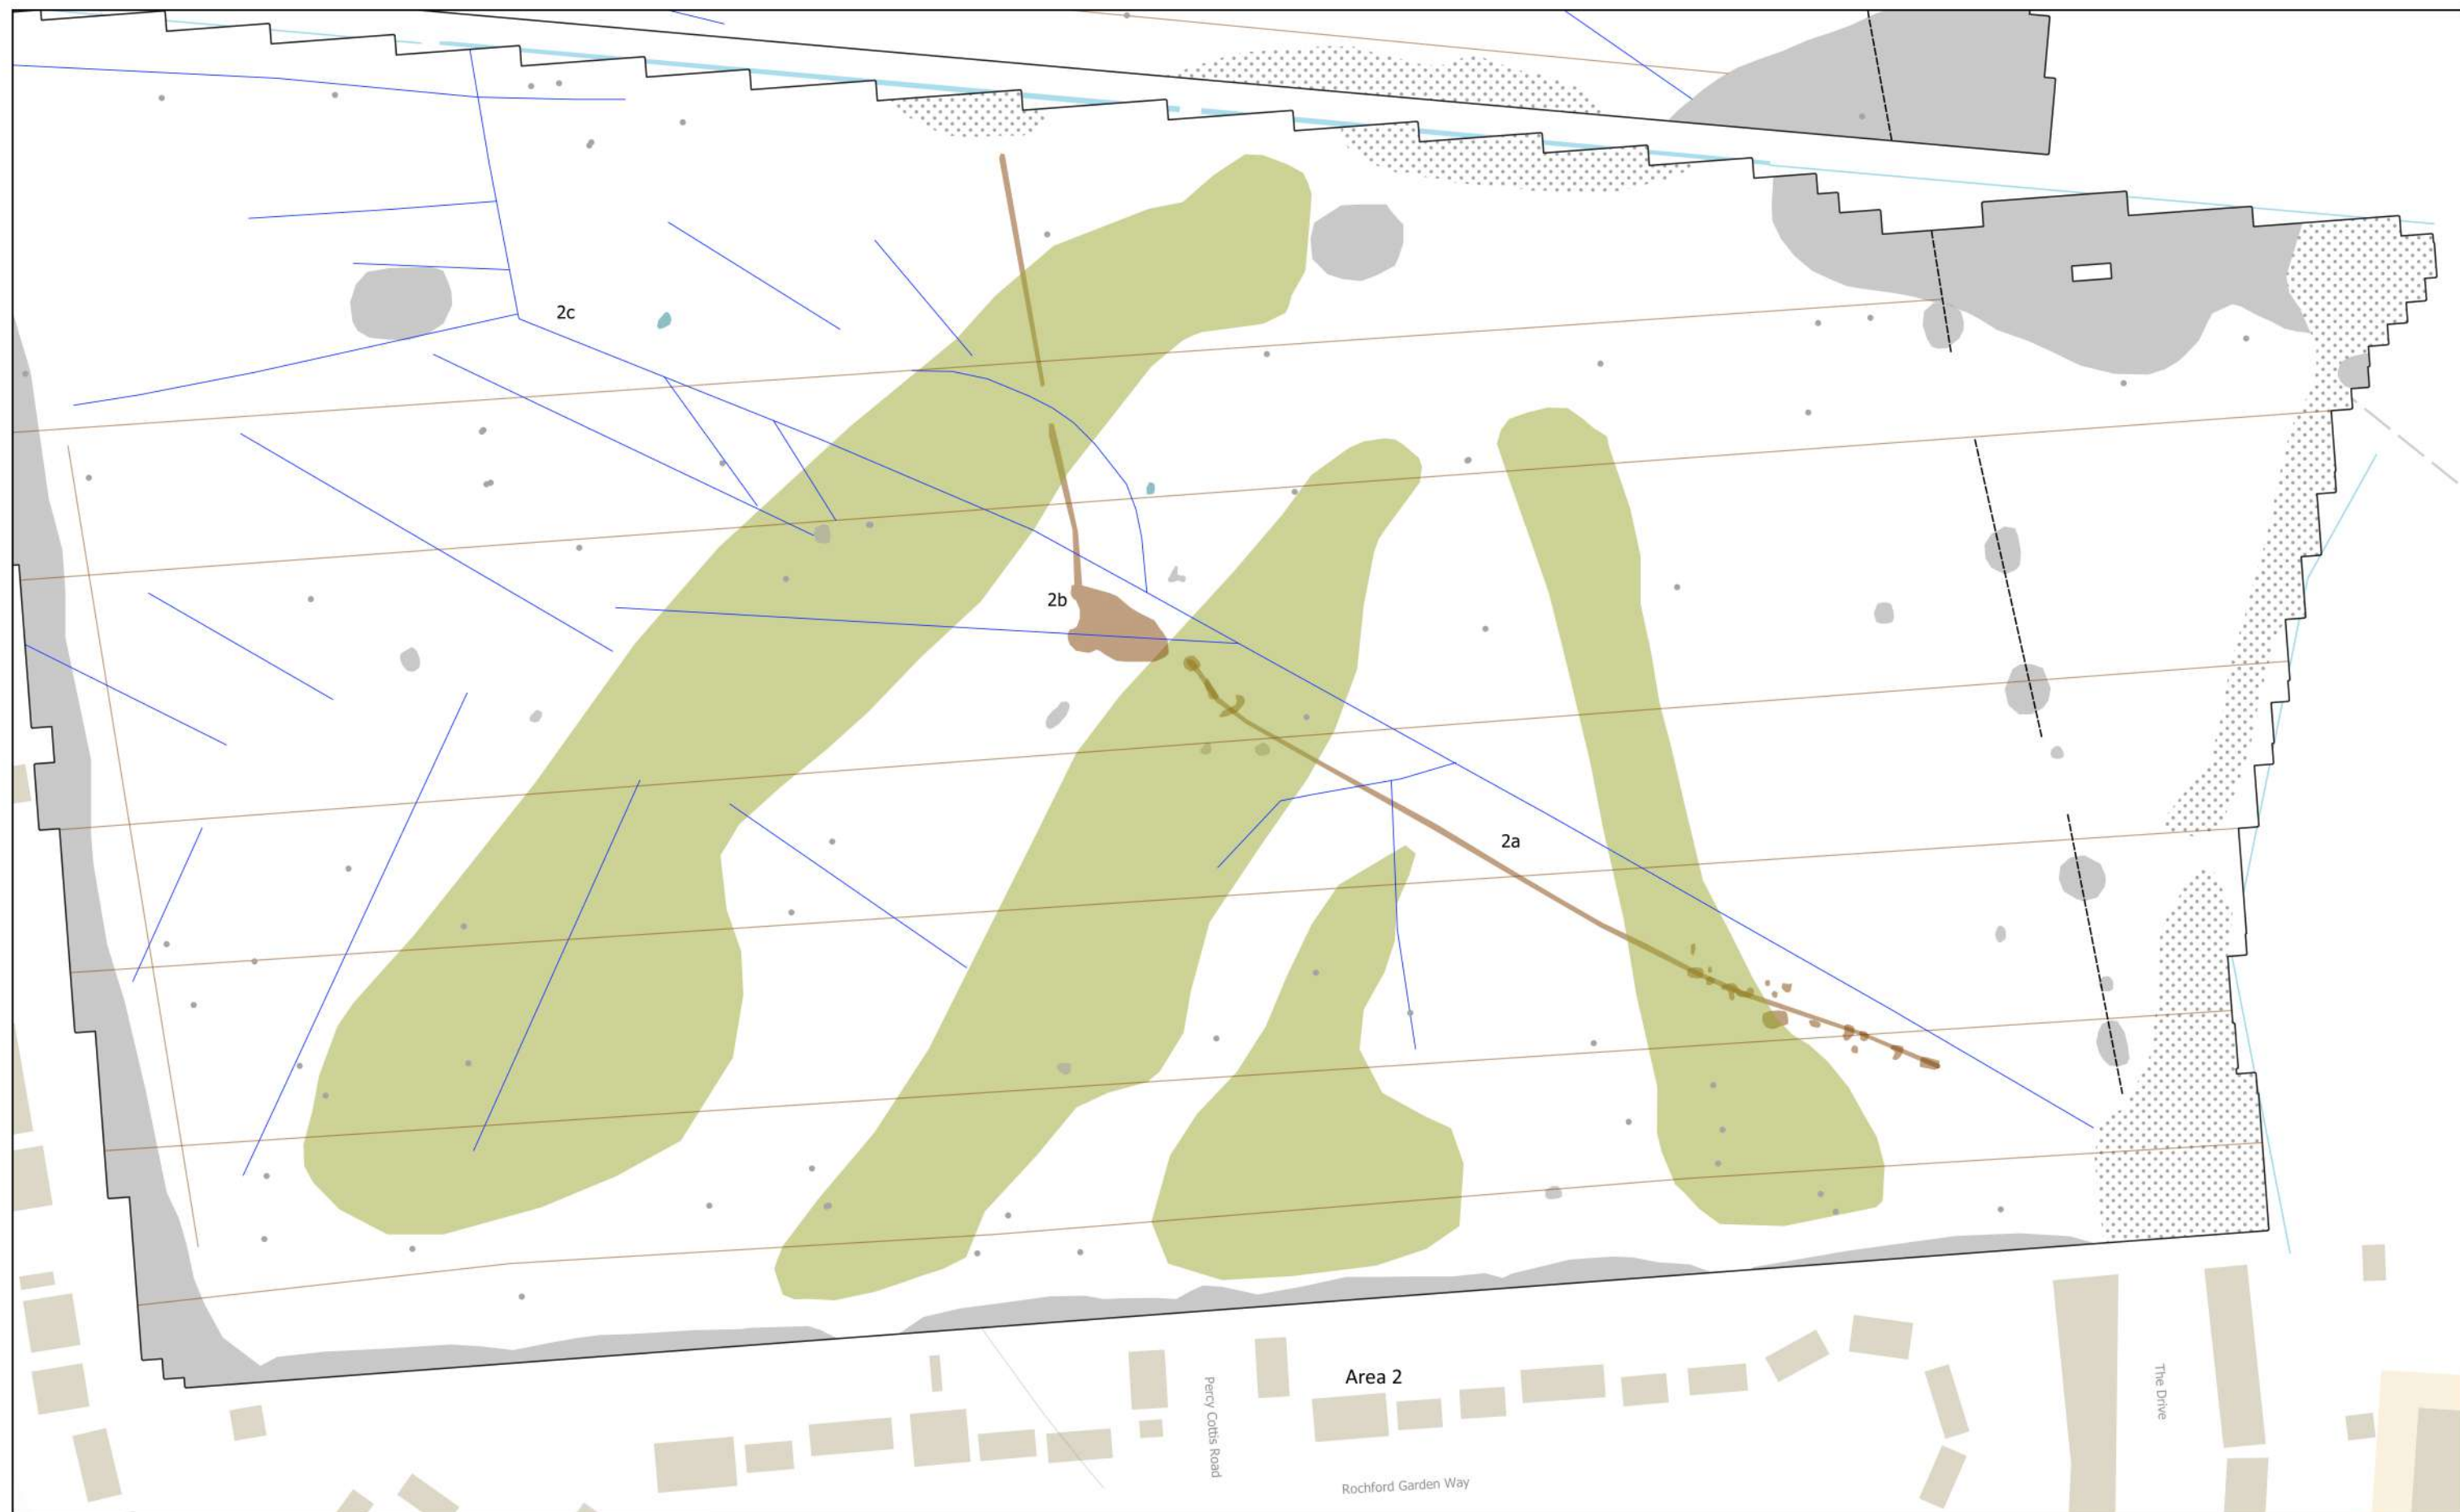 2c
2b
2a
Area 2
Percy Cottis Road
The Drive
Rochford Garden Way